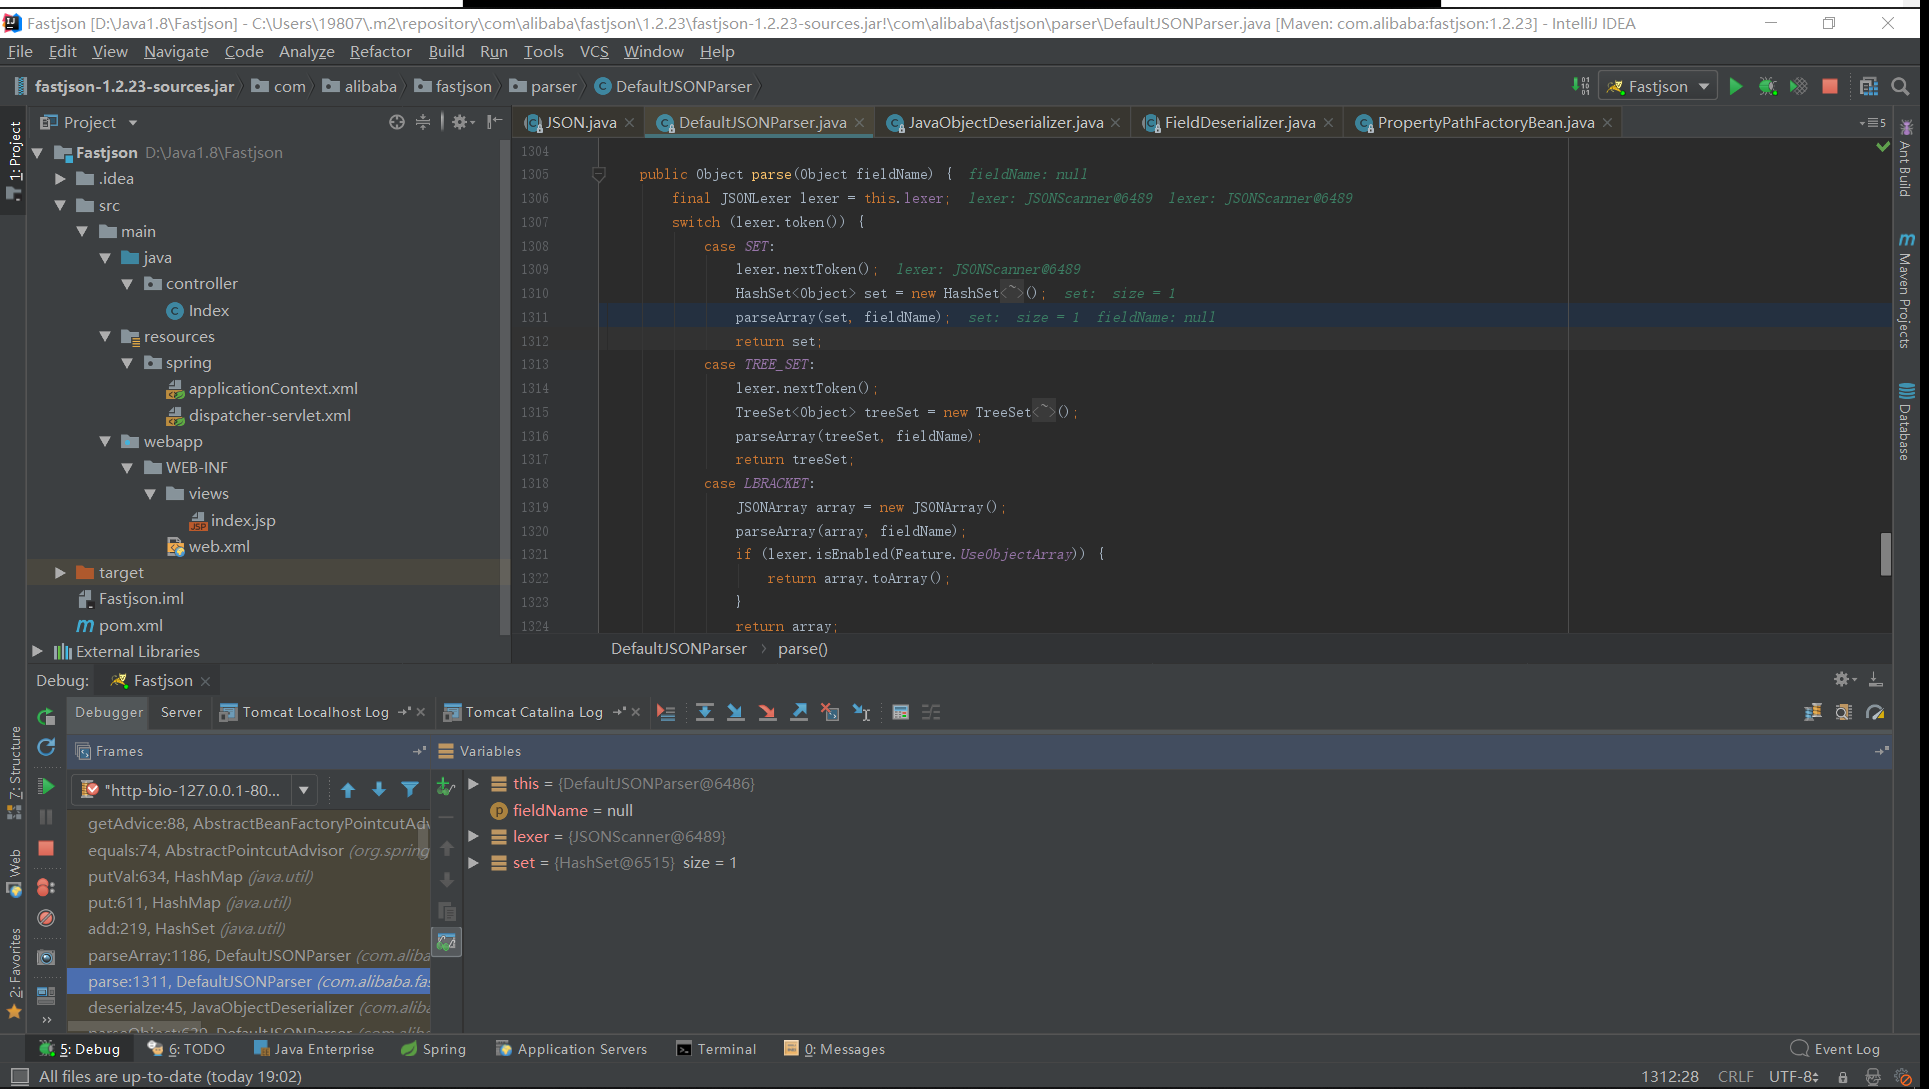 Fastjson [D:\Java1.8\Fastjson] - C:\Users\19807\.m2\repository\com\alibaba\fastjson\1.2.23\fastjson-1.2.23-sources.jar!\com\alibaba\fastjson\parser\DefaultJSONParser.java [Maven: com.alibaba:fastjson:1.2.23] - IntelliJ IDEA
File Edit View Navigate Code Analyze Refactor Build Run Tools VCS Window Help
fastjson-1.2.23-sources.jar com alibaba fastjson parser DefaultJSONParser Fastjson
1: Project
Project
JSON.java DefaultJSONParser.java JavaObjectDeserializer.java FieldDeserializer.java PropertyPathFactoryBean.java 5
Fastjson D:\Java1.8\Fastjson
.idea
src
main
java
controller
Index
resources
spring
applicationContext.xml
dispatcher-servlet.xml
webapp
WEB-INF
views
index.jsp
web.xml
target
Fastjson.iml
pom.xml
External Libraries
1304
1305 public Object parse(Object fieldName) { fieldName: null
1306 final JSONLexer lexer = this.lexer; lexer: JSONScanner@6489 lexer: JSONScanner@6489
1307 switch (lexer.token()) {
1308 case SET:
1309 lexer.nextToken(); lexer: JSONScanner@6489
1310 HashSet<Object> set = new HashSet<~>(); set: size = 1
1311 parseArray(set, fieldName); set: size = 1 fieldName: null
1312 return set;
1313 case TREE_SET:
1314 lexer.nextToken();
1315 TreeSet<Object> treeSet = new TreeSet<~>();
1316 parseArray(treeSet, fieldName);
1317 return treeSet;
1318 case LBRACKET:
1319 JSONArray array = new JSONArray();
1320 parseArray(array, fieldName);
1321 if (lexer.isEnabled(Feature.UseObjectArray)) {
1322 return array.toArray();
1323 }
1324 return array;
DefaultJSONParser › parse()
Ant Build
Maven Projects
Database
Debug: Fastjson
Debugger Server Tomcat Localhost Log Tomcat Catalina Log
Frames
Variables
"http-bio-127.0.0.1-80...
getAdvice:88, AbstractBeanFactoryPointcutAdv
equals:74, AbstractPointcutAdvisor (org.spring
putVal:634, HashMap (java.util)
put:611, HashMap (java.util)
add:219, HashSet (java.util)
parseArray:1186, DefaultJSONParser (com.aliba
parse:1311, DefaultJSONParser (com.alibaba.fas
deserialze:45, JavaObjectDeserializer (com.alib
this = {DefaultJSONParser@6486}
fieldName = null
lexer = {JSONScanner@6489}
set = {HashSet@6515} size = 1
7: Structure
Web
2: Favorites
5: Debug 6: TODO Java Enterprise Spring Application Servers Terminal 0: Messages Event Log
All files are up-to-date (today 19:02) 1312:28 CRLF UTF-8